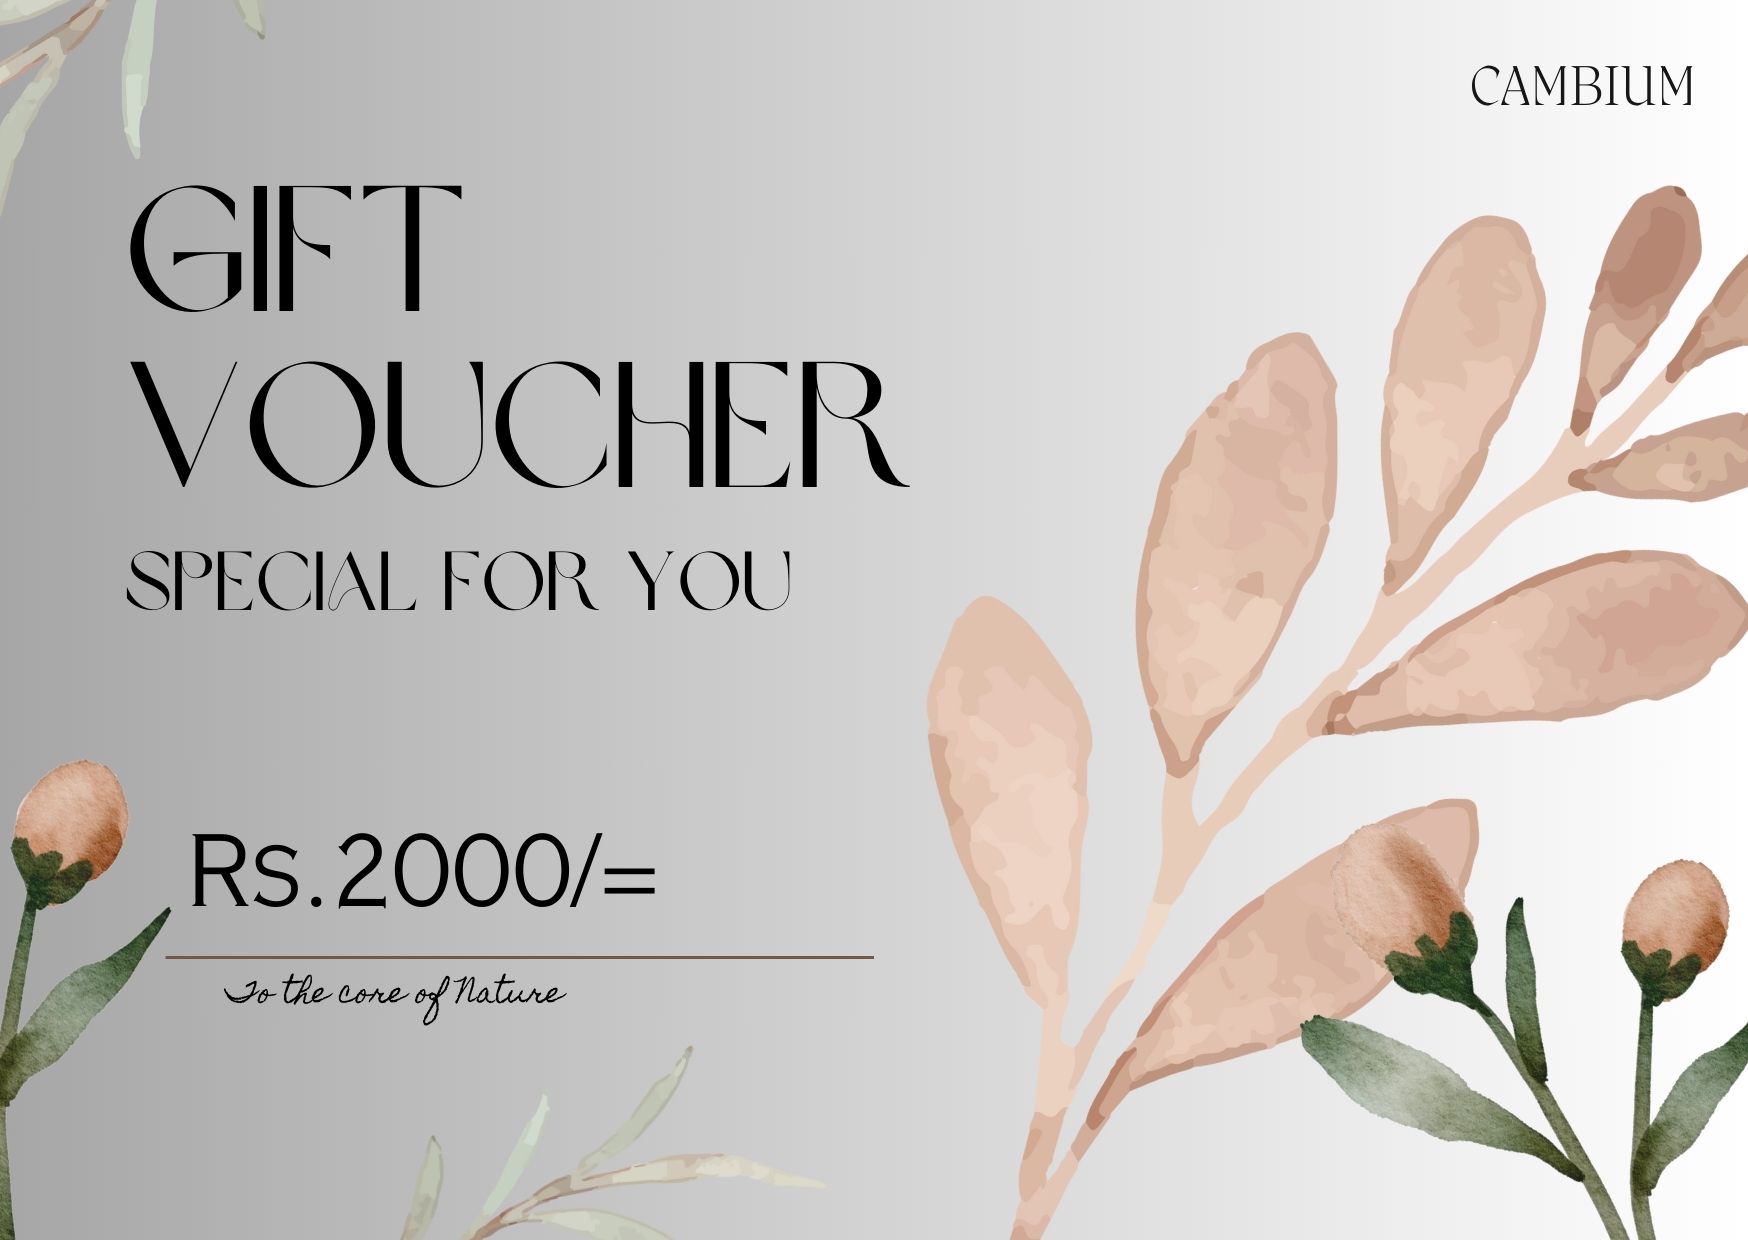 CAMBIUM
GIFT
VOUCHER
SPECIAL FOR YOU
Rs.2000/=
To the core of Nature